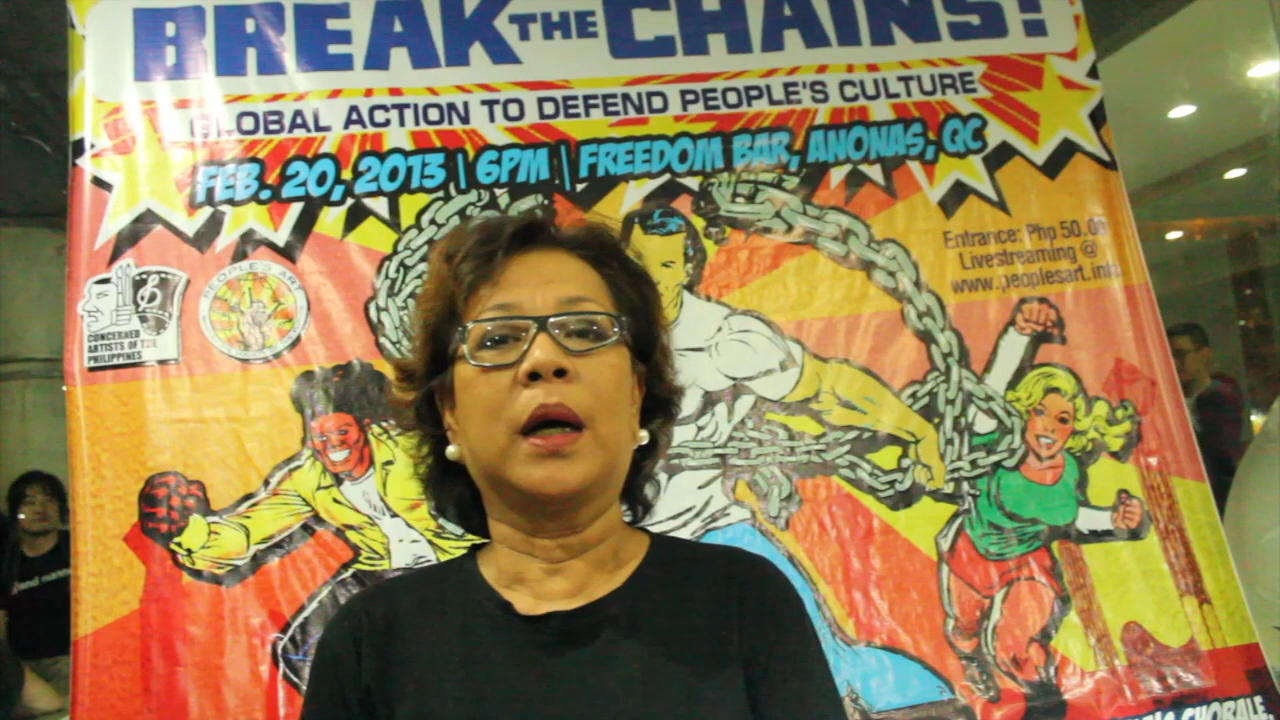 BREAK THE CHAINS!
GLOBAL ACTION TO DEFEND PEOPLE'S CULTURE
FEB. 20, 2013 | 6PM | FREEDOM BAR, ANONAS, QC
Entrance: Php 50.00
Livestreaming @
www.peoplesart.info
PEOPLE'S ART
CONCERNED
ARTISTS OF THE
PHILIPPINES
CHORALE,